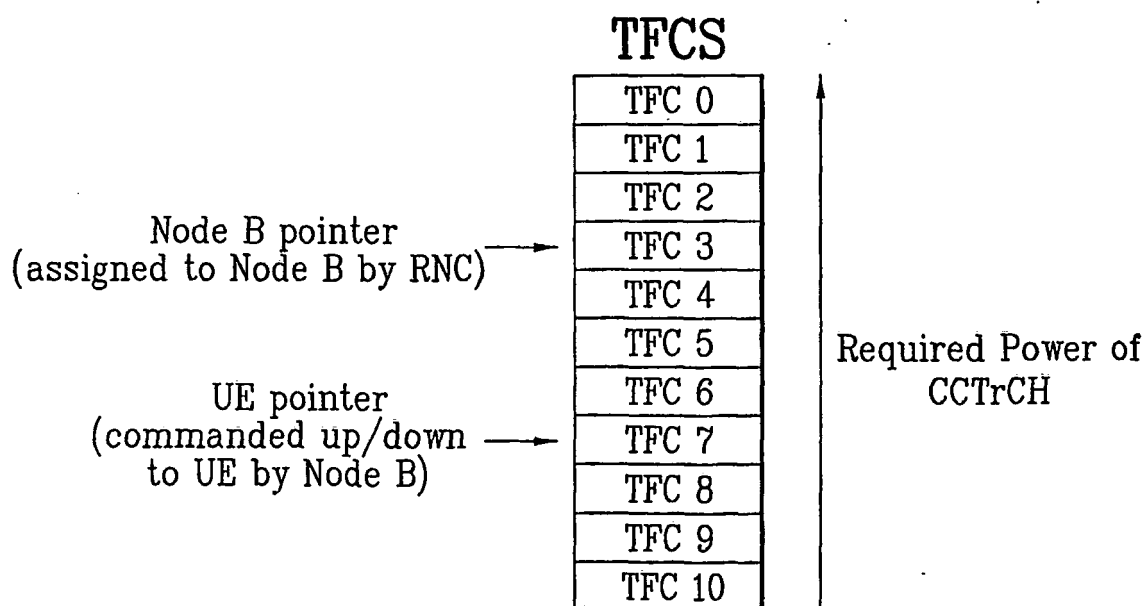 TFCS
TFC 0
TFC 1
TFC 2
TFC 3
TFC 4
TFC 5
TFC 6
TFC 7
TFC 8
TFC 9
TFC 10
Node B pointer
(assigned to Node B by RNC)
UE pointer
(commanded up/down
to UE by Node B)
Required Power of
CCTrCH